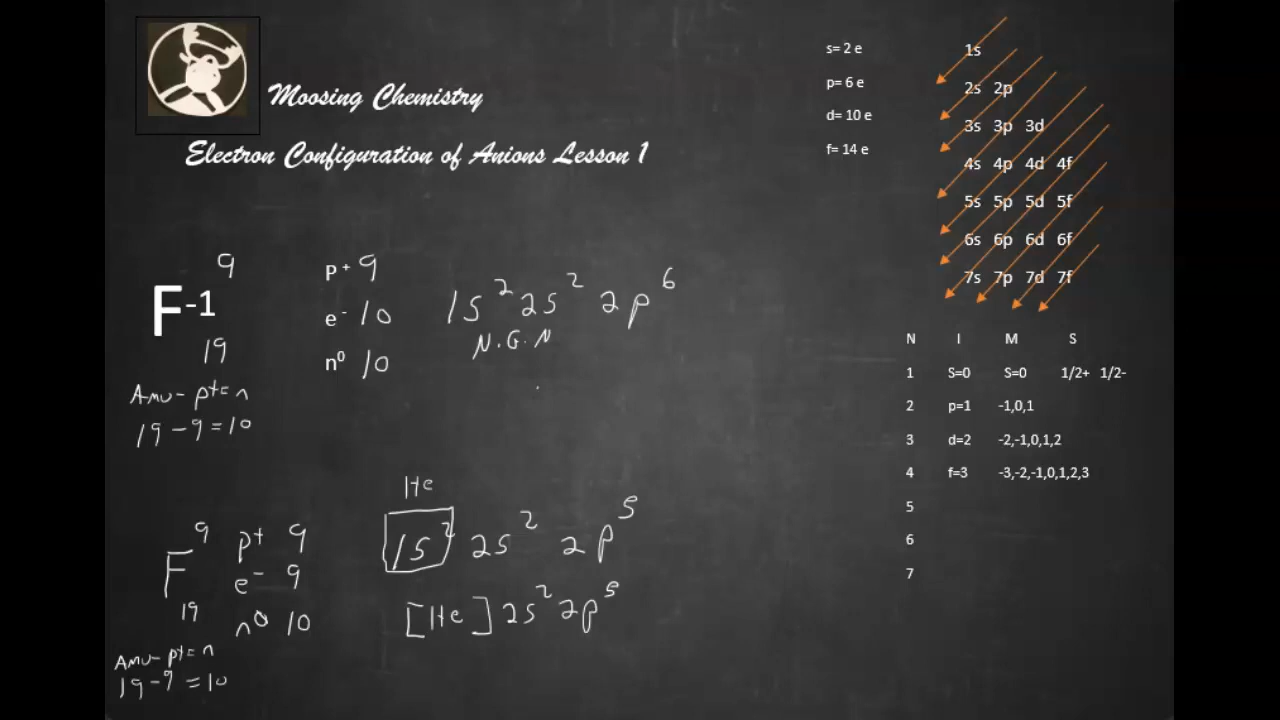 Moosing Chemistry
Electron Configuration of Anions Lesson 1
s= 2 e
p= 6 e
d= 10 e
f= 14 e
1s
2s 2p
3s 3p 3d
4s 4p 4d 4f
5s 5p 5d 5f
6s 6p 6d 6f
7s 7p 7d 7f
9
F-1
19
Amu- p+= n
19-9=10
p+ 9
e- 10
n0 10
1s2 2s2 2p6
N.G.N
N I M S
1 S=0 S=0 1/2+ 1/2-
2 p=1 -1,0,1
3 d=2 -2,-1,0,1,2
4 f=3 -3,-2,-1,0,1,2,3
5
6
7
9
F
19
p+ 9
e- 9
n0 10
Amu- p+= n
19-9=10
He
1s2 2s2 2p5
[He] 2s2 2p5